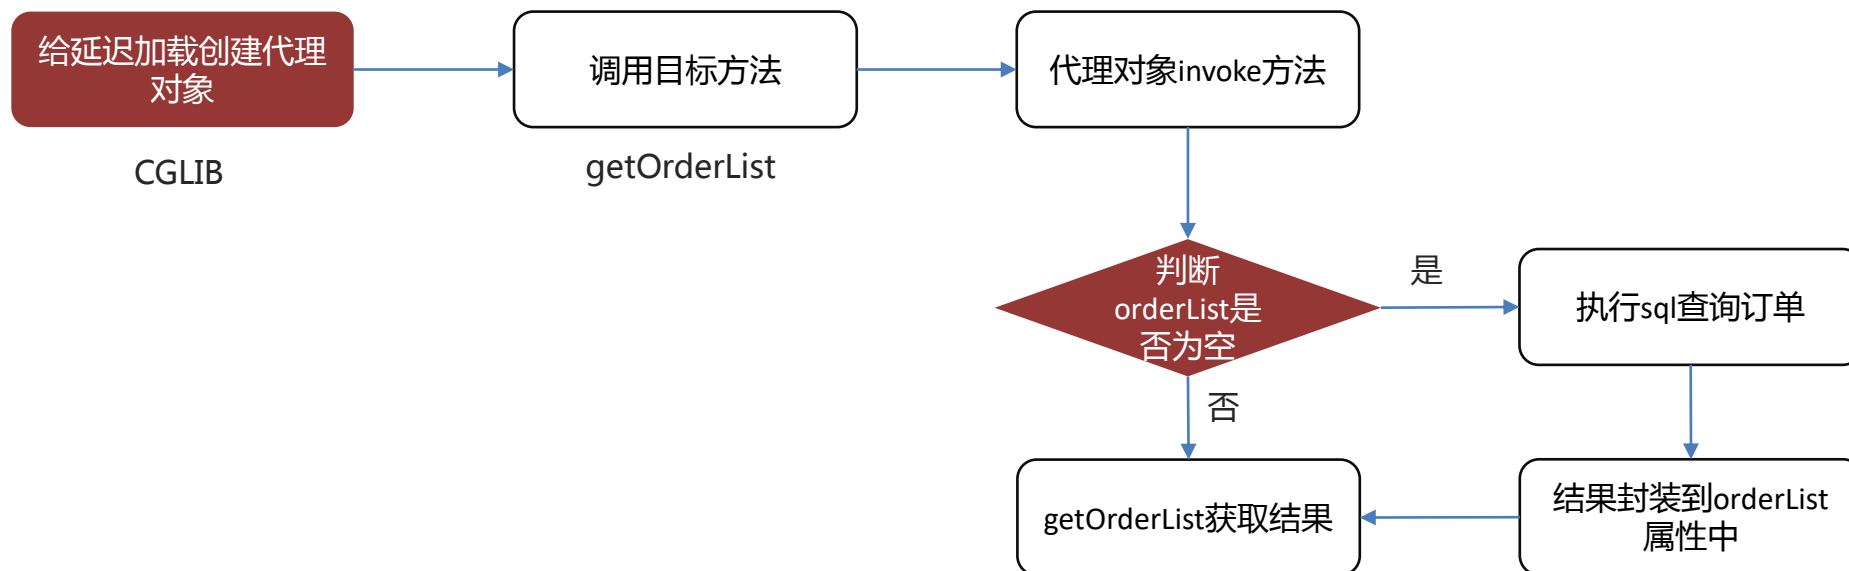 给延迟加载创建代理
对象
调用目标方法
代理对象invoke方法
CGLIB
getOrderList
判断
orderList是
否为空
是
执行sql查询订单
否
getOrderList获取结果
结果封装到orderList
属性中